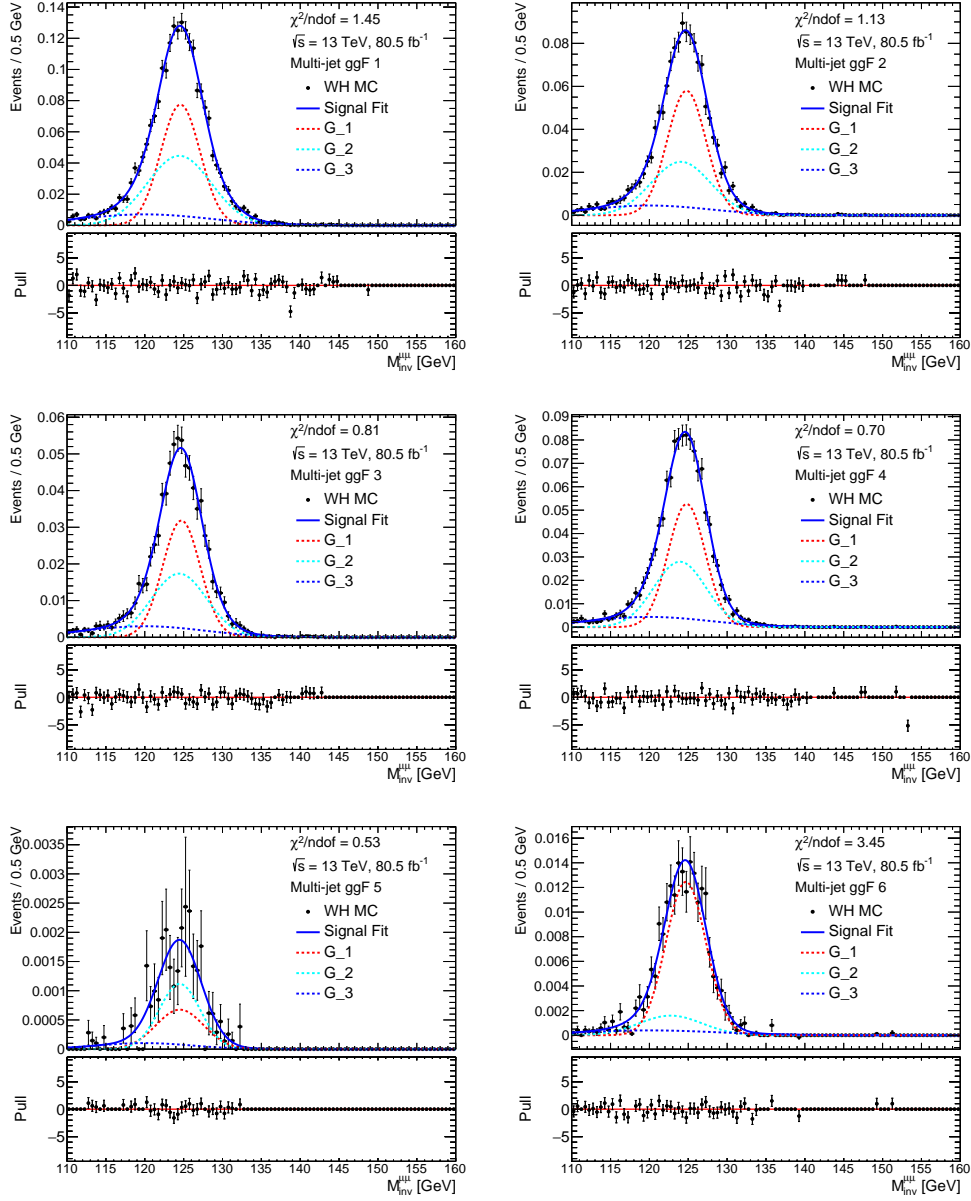 Events / 0.5 GeV
0.14
0.12
0.1
0.08
0.06
0.04
0.02
0
χ²/ndof = 1.45
√s = 13 TeV, 80.5 fb⁻¹
Multi-jet ggF 1
WH MC
Signal Fit
G_1
G_2
G_3
Pull
5
0
−5
110 115 120 125 130 135 140 145 150 155 160
M_inv^μμ [GeV]
Events / 0.5 GeV
0.08
0.06
0.04
0.02
0
χ²/ndof = 1.13
√s = 13 TeV, 80.5 fb⁻¹
Multi-jet ggF 2
WH MC
Signal Fit
G_1
G_2
G_3
Pull
5
0
−5
110 115 120 125 130 135 140 145 150 155 160
M_inv^μμ [GeV]
Events / 0.5 GeV
0.06
0.05
0.04
0.03
0.02
0.01
0
χ²/ndof = 0.81
√s = 13 TeV, 80.5 fb⁻¹
Multi-jet ggF 3
WH MC
Signal Fit
G_1
G_2
G_3
Pull
5
0
−5
110 115 120 125 130 135 140 145 150 155 160
M_inv^μμ [GeV]
Events / 0.5 GeV
0.09
0.08
0.07
0.06
0.05
0.04
0.03
0.02
0.01
0
χ²/ndof = 0.70
√s = 13 TeV, 80.5 fb⁻¹
Multi-jet ggF 4
WH MC
Signal Fit
G_1
G_2
G_3
Pull
5
0
−5
110 115 120 125 130 135 140 145 150 155 160
M_inv^μμ [GeV]
Events / 0.5 GeV
0.0035
0.003
0.0025
0.002
0.0015
0.001
0.0005
0
χ²/ndof = 0.53
√s = 13 TeV, 80.5 fb⁻¹
Multi-jet ggF 5
WH MC
Signal Fit
G_1
G_2
G_3
Pull
5
0
−5
110 115 120 125 130 135 140 145 150 155 160
M_inv^μμ [GeV]
Events / 0.5 GeV
0.016
0.014
0.012
0.01
0.008
0.006
0.004
0.002
0
χ²/ndof = 3.45
√s = 13 TeV, 80.5 fb⁻¹
Multi-jet ggF 6
WH MC
Signal Fit
G_1
G_2
G_3
Pull
5
0
−5
110 115 120 125 130 135 140 145 150 155 160
M_inv^μμ [GeV]